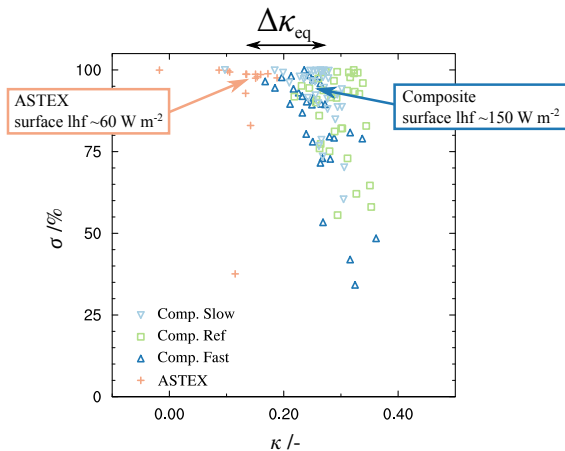 Δκeq
ASTEX
surface lhf ~60 W m-2
Composite
surface lhf ~150 W m-2
100
75
50
25
0
σ /%
Comp. Slow
Comp. Ref
Comp. Fast
ASTEX
0.00
0.20
0.40
κ /-